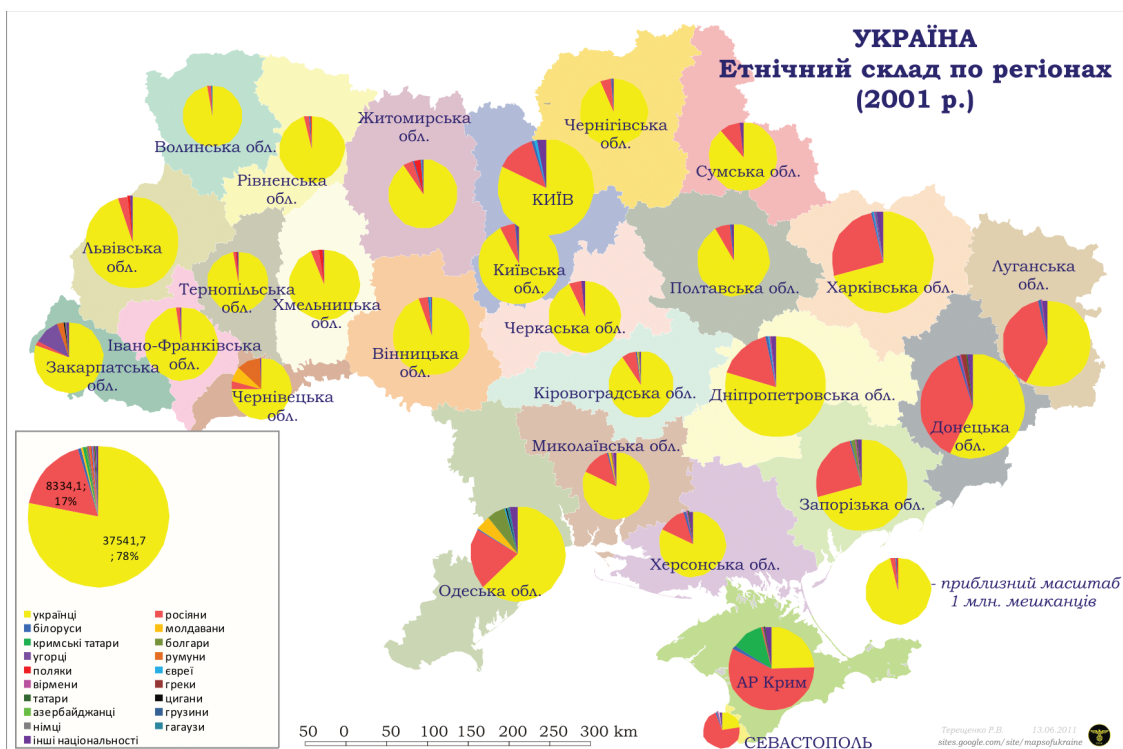 УКРАЇНА
Етнічний склад по регіонах
(2001 р.)
Волинська обл.
Рівненська
обл.
Житомирська
обл.
Чернігівська
обл.
Сумська обл.
КИЇВ
Київська
обл.
Львівська
обл.
Тернопільська
обл.
Хмельницька
обл.
Івано-Франківська
обл.
Закарпатська
обл.
Чернівецька
обл.
Вінницька
обл.
Черкаська
обл.
Полтавська
обл.
Харківська обл.
Луганська
обл.
Кіровоградська обл.
Дніпропетровська обл.
Донецька
обл.
Миколаївська обл.
Запорізька обл.
Одеська обл.
Херсонська обл.
АР Крим
СЕВАСТОПОЛЬ
- приблизний масштаб
1 млн. мешканців
8334,1;
17%
37541,7
; 78%
українці
росіяни
білоруси
молдавани
кримські татари
болгари
угорці
румуни
поляки
євреї
вірмени
греки
татари
цигани
азербайджанці
грузини
німці
гагаузи
інші національності
50 0 50 100 150 200 250 300 km
Терещенко Р.В. 13.06.2011
sites.google.com/site/mapsofukraine